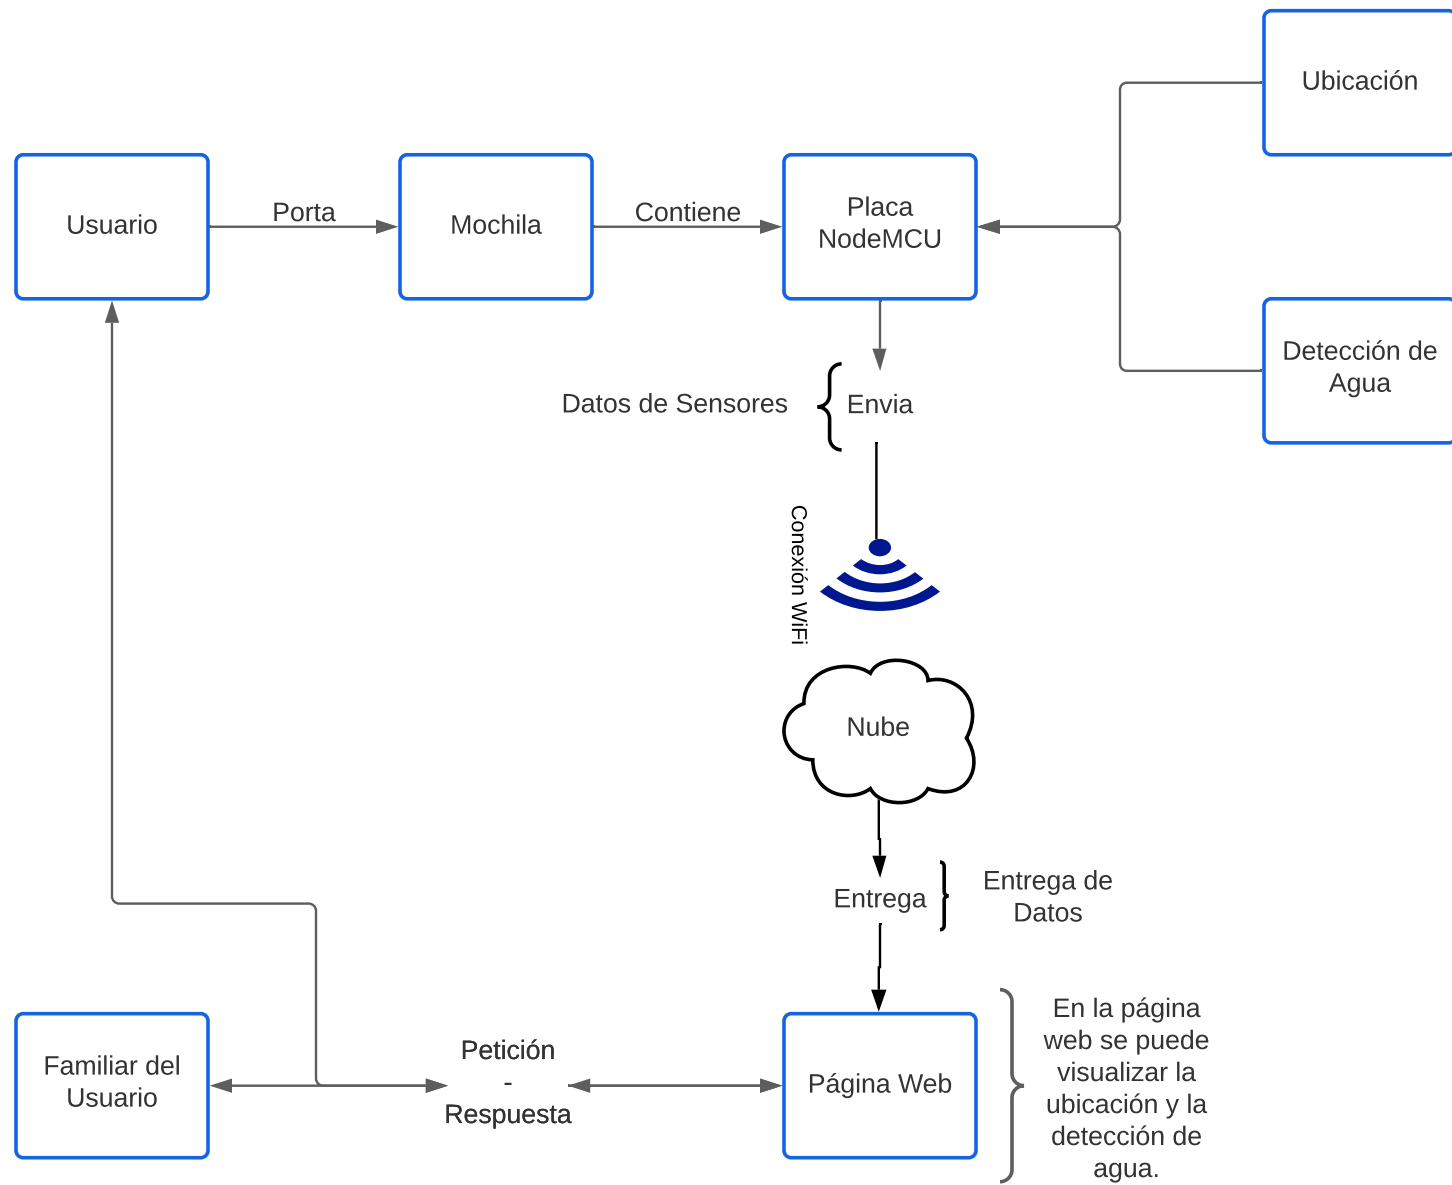 Ubicación
Usuario
Porta
Mochila
Contiene
Placa
NodeMCU
Detección de
Agua
Datos de Sensores
Envia
Conexión WiFi
Nube
Entrega
Entrega de
Datos
Familiar del
Usuario
Petición
-
Respuesta
Página Web
En la página
web se puede
visualizar la
ubicación y la
detección de
agua.